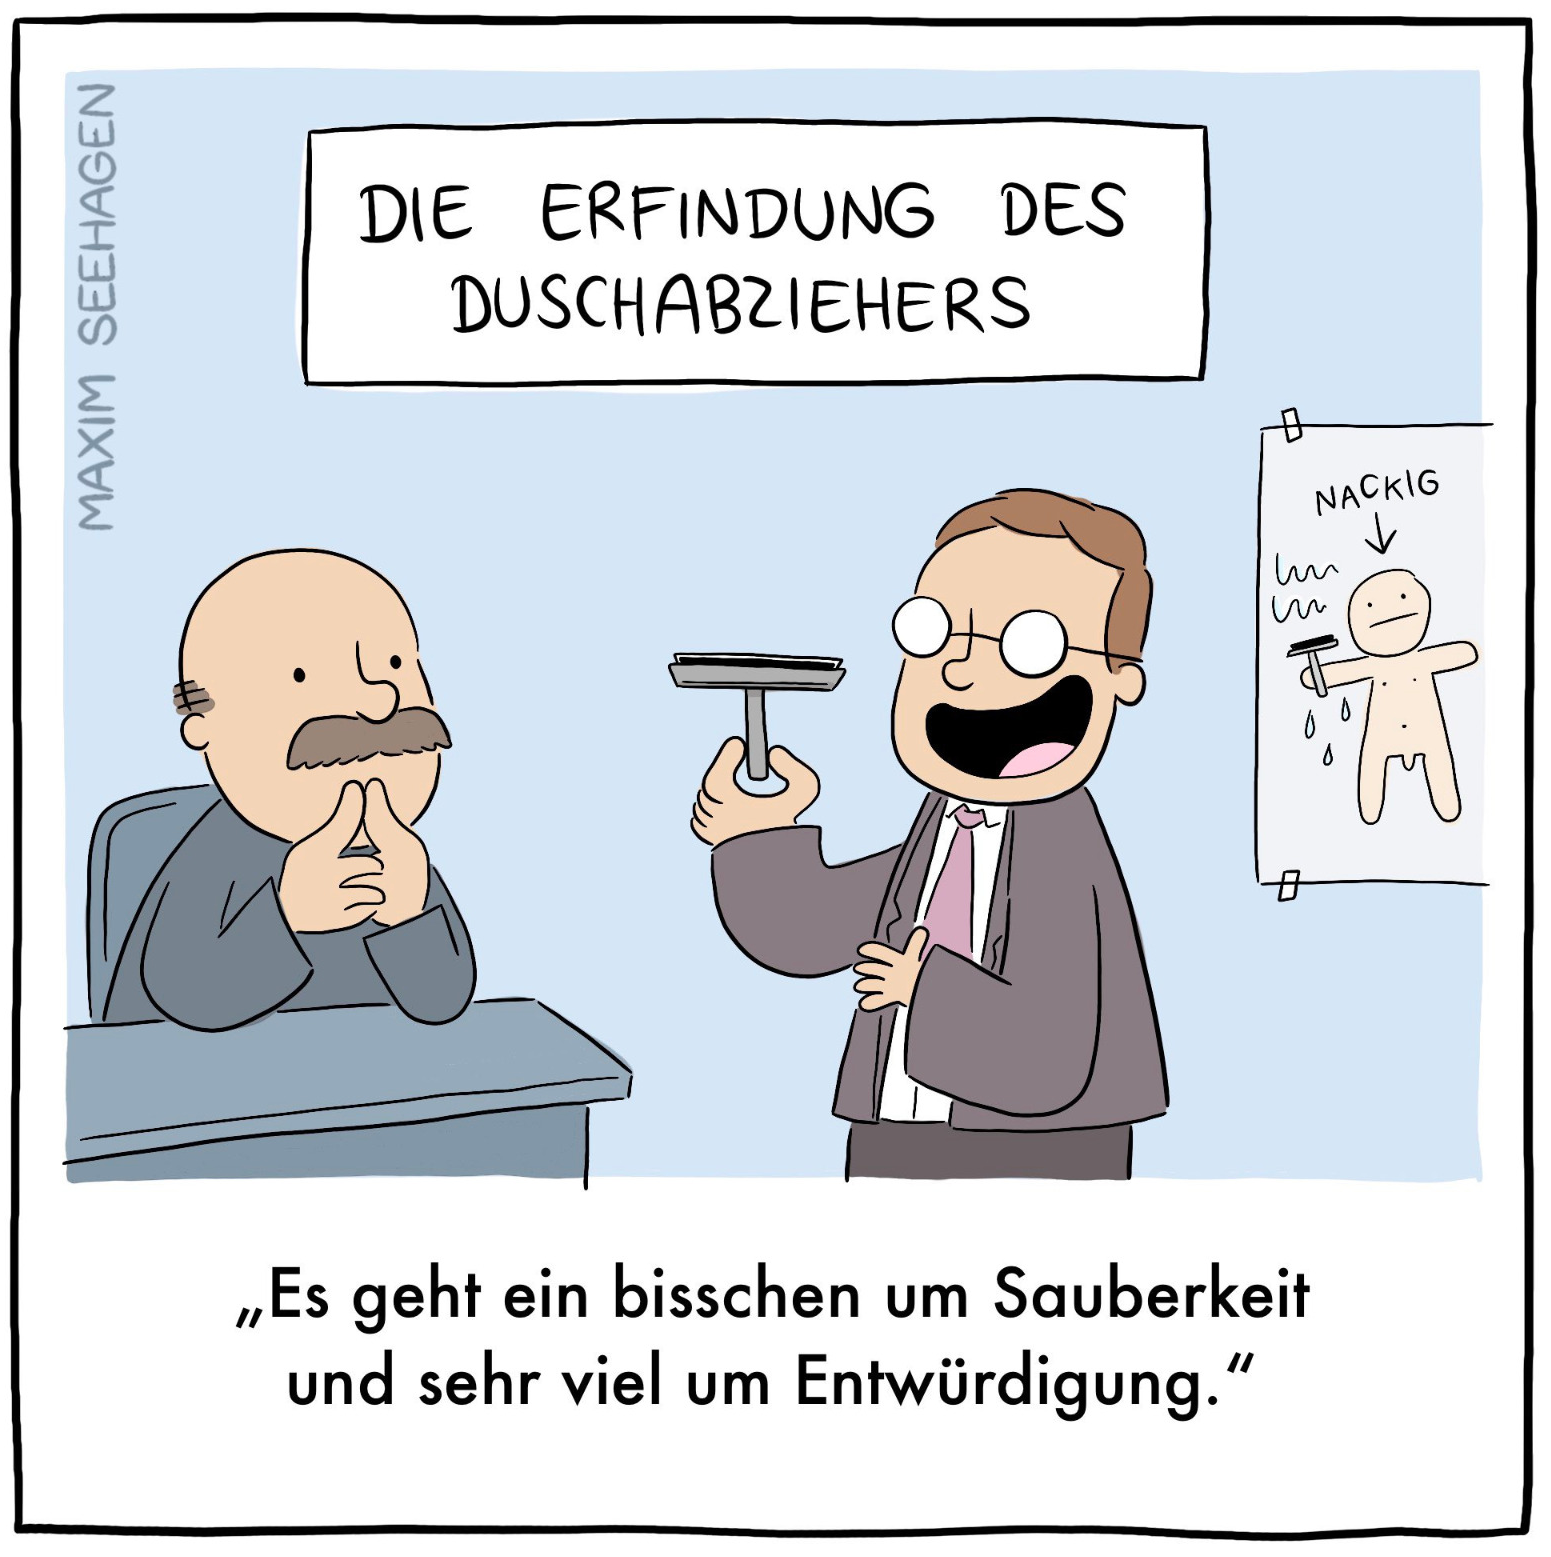 MAXIM SEEHAGEN
DIE ERFINDUNG DES
DUSCHABZIEHERS
NACKIG
„Es geht ein bisschen um Sauberkeit
und sehr viel um Entwürdigung.“